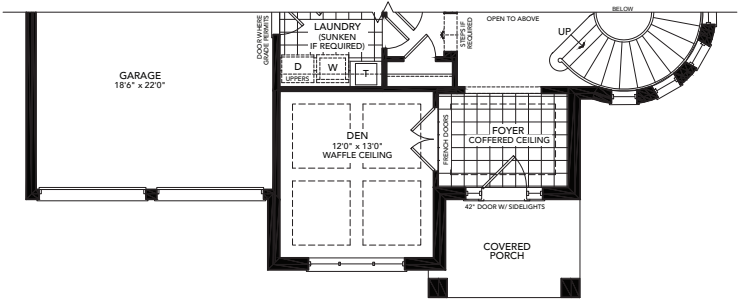 BELOW
OPEN TO ABOVE
UP
STEPS IF
REQUIRED
DOOR WHERE
GRADE PERMITS
LAUNDRY
(SUNKEN
IF REQUIRED)
D
W
T
UPPERS
GARAGE
18'6" x 22'0"
DEN
12'0" x 13'0"
WAFFLE CEILING
FRENCH DOORS
FOYER
COFFERED CEILING
42" DOOR W/ SIDELIGHTS
COVERED
PORCH